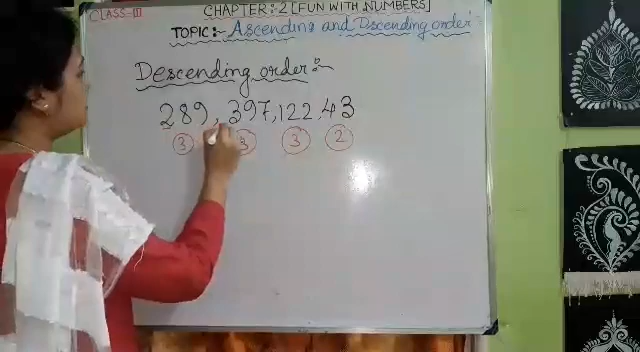 CLASS-II
CHAPTER: 2 [FUN WITH NUMBERS]
TOPIC:- Ascending and Descending order
Descending order:-
289, 397, 122, 43
3 3 3 2